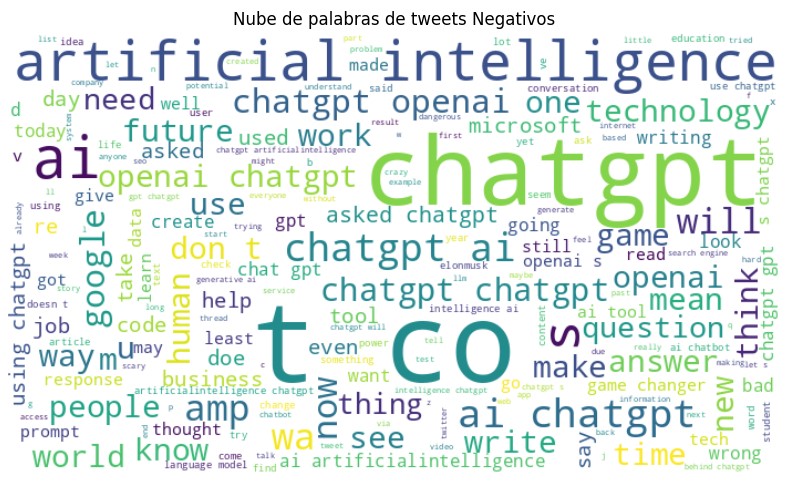 Nube de palabras de tweets Negativos
list idea
part
little education tried
artificial intelligence
let n made problem created said lot ve
company potential understand conversation use chatgpt
d day need well user chatgpt openai one technology x
today future used work dangerous result microsoft internet
v ai life asked anyone seo chatgpt artificialintelligence might b first yet ask based writing
openai chatgpt crazy example chatgpt
ll gpt chatgpt everyone without
using give use seem will
already re create trying gpt asked chatgpt generate going game look s chatgpt
google data don t start year still feel read search engine
week take learn text check chatgpt ai elonmusk openai s hard
got human chat gpt maybe openai
doesn t story generative ai service chatgpt chatgpt llm past mean think
using chatgpt job long help thread t co intelligence ai content ai tool chatgpt gpt
code tool chatgpt will s question q
article least power tell due really ai chatbot
way m u may doe even something test make making let s
response scary business want go chatgpt s answer bad
g artificialintelligence chatgpt intelligence chatgpt web app game changer new
people p amp change chatbot now thing z ai chatgpt information next word student
access prompt thought try wa via twitter write back say tech wrong
world know end come talk tweet see video time
language model find ai artificialintelligence behind chatgpt
system